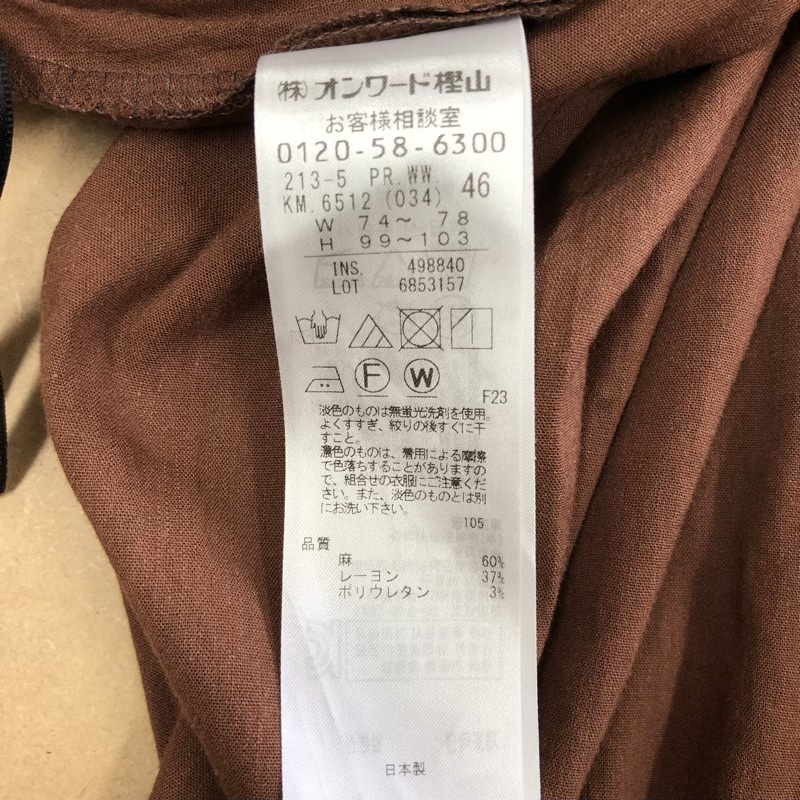 (株)オンワード樫山
お客様相談室
0120-58-6300
213-5 PR.WW. 46
KM.6512 (034)
W 74～ 78
H 99～103
INS. 498840
LOT 6853157
F W
F23
淡色のものは無蛍光洗剤を使用。
よくすすぎ、絞りの後すぐに干
すこと。
濃色のものは、着用による摩擦
で色落ちすることがありますの
で、組合せの衣服にご注意くだ
さい。また、淡色のものとは別
にお洗い下さい。
105
品質
麻 60%
レーヨン 37%
ポリウレタン 3%
日本製